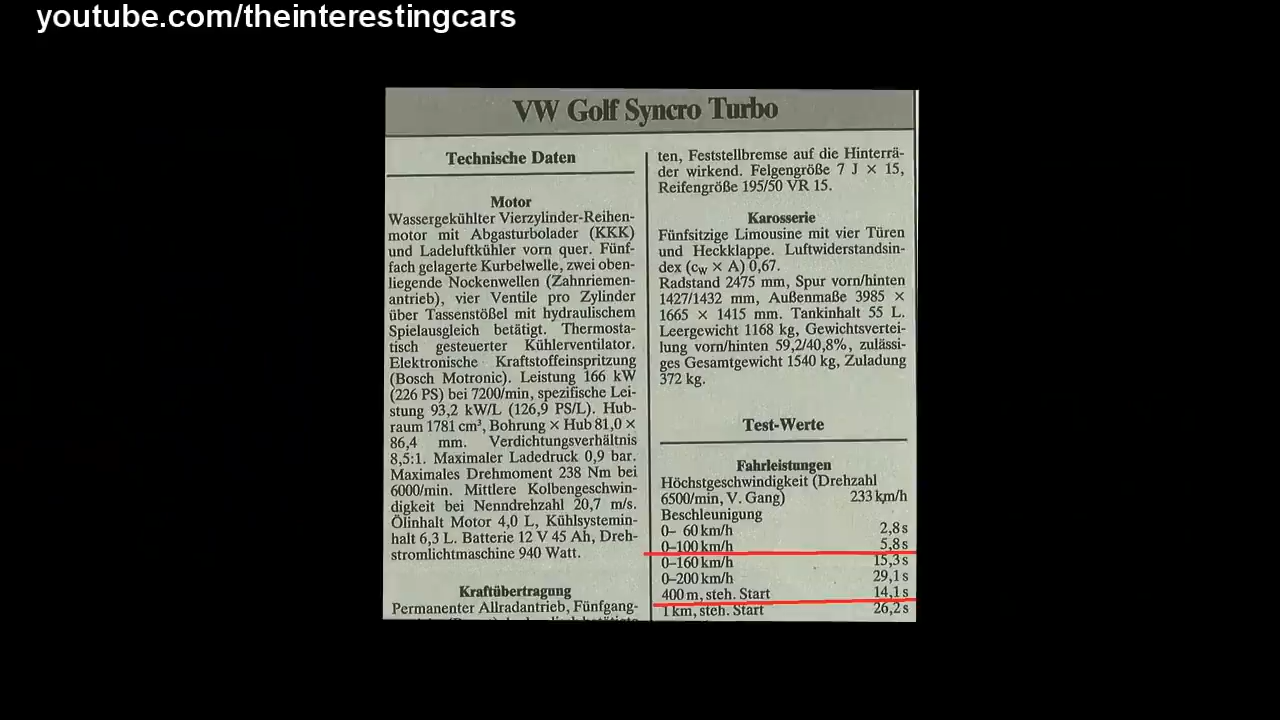 youtube.com/theinterestingcars
VW Golf Syncro Turbo
Technische Daten
Motor
Wassergekühlter Vierzylinder-Reihen-
motor mit Abgasturbolader (KKK)
und Ladeluftkühler vorn quer. Fünf-
fach gelagerte Kurbelwelle, zwei oben-
liegende Nockenwellen (Zahnriemen-
antrieb), vier Ventile pro Zylinder
über Tassenstößel mit hydraulischem
Spielausgleich betätigt. Thermosta-
tisch gesteuerter Kühlerventilator.
Elektronische Kraftstoffeinspritzung
(Bosch Motronic). Leistung 166 kW
(226 PS) bei 7200/min, spezifische Lei-
stung 93,2 kW/L (126,9 PS/L). Hub-
raum 1781 cm³, Bohrung × Hub 81,0 ×
86,4 mm. Verdichtungsverhältnis
8,5:1. Maximaler Ladedruck 0,9 bar.
Maximales Drehmoment 238 Nm bei
6000/min. Mittlere Kolbengeschwin-
digkeit bei Nenndrehzahl 20,7 m/s.
Ölinhalt Motor 4,0 L, Kühlsystemin-
halt 6,3 L. Batterie 12 V 45 Ah, Dreh-
stromlichtmaschine 940 Watt.
Kraftübertragung
Permanenter Allradantrieb, Fünfgang-
ten, Feststellbremse auf die Hinterrä-
der wirkend. Felgengröße 7 J × 15,
Reifengröße 195/50 VR 15.
Karosserie
Fünfsitzige Limousine mit vier Türen
und Heckklappe. Luftwiderstandsin-
dex (cw × A) 0,67.
Radstand 2475 mm, Spur vorn/hinten
1427/1432 mm, Außenmaße 3985 ×
1665 × 1415 mm. Tankinhalt 55 L.
Leergewicht 1168 kg, Gewichtsvertei-
lung vorn/hinten 59,2/40,8%, zulässi-
ges Gesamtgewicht 1540 kg, Zuladung
372 kg.
Test-Werte
Fahrleistungen
Höchstgeschwindigkeit (Drehzahl
6500/min, V. Gang) 233 km/h
Beschleunigung
0– 60 km/h 2,8 s
0–100 km/h 5,8 s
0–160 km/h 15,3 s
0–200 km/h 29,1 s
400 m, steh. Start 14,1 s
1 km, steh. Start 26,2 s